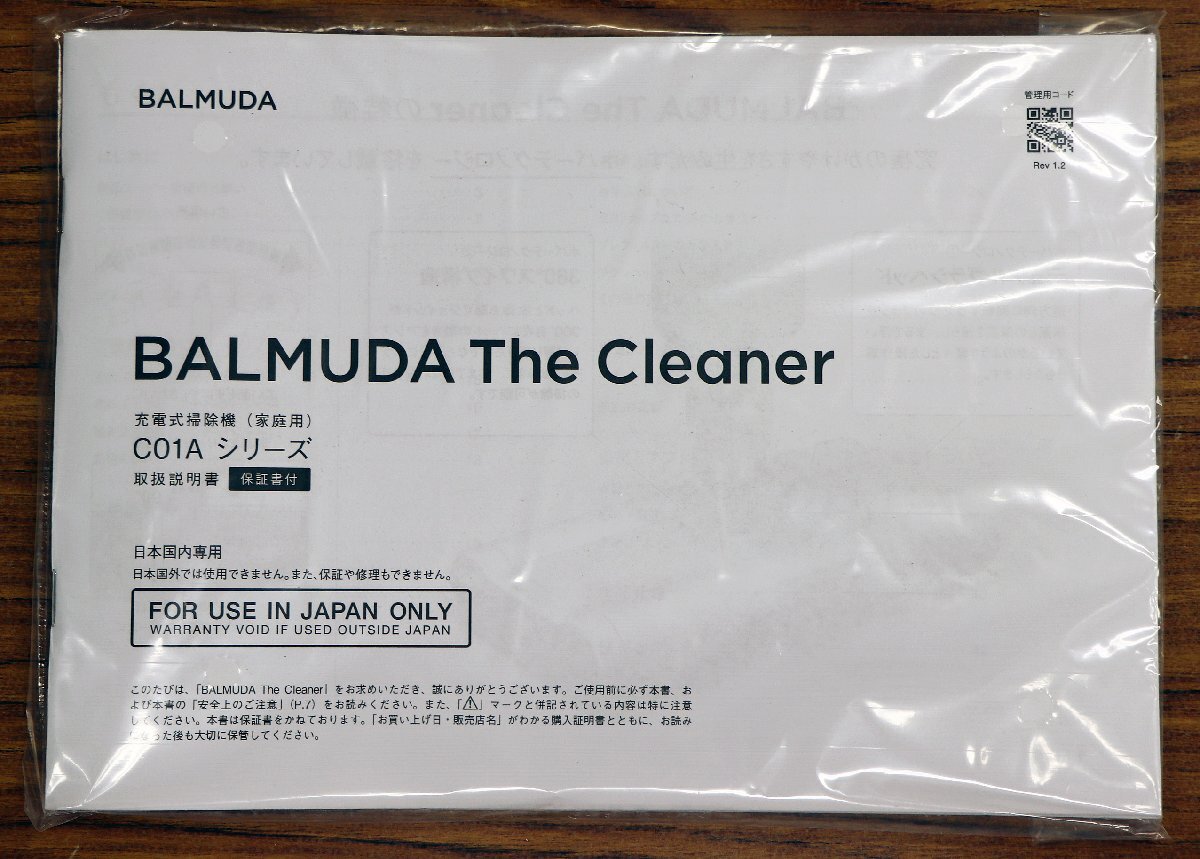 BALMUDA
管理用コード
Rev 1.2
BALMUDA The Cleaner
充電式掃除機（家庭用）
C01A シリーズ
取扱説明書 保証書付
日本国内専用
日本国外では使用できません。また、保証や修理もできません。
FOR USE IN JAPAN ONLY
WARRANTY VOID IF USED OUTSIDE JAPAN
このたびは、「BALMUDA The Cleaner」をお求めいただき、誠にありがとうございます。ご使用前に必ず本書、お
よび本書の「安全上のご注意」（P.7）をお読みください。また、「⚠」マークと併記されている内容は特に注意
してください。本書は保証書をかねております。「お買い上げ日・販売店名」がわかる購入証明書とともに、お読み
になった後も大切に保管してください。